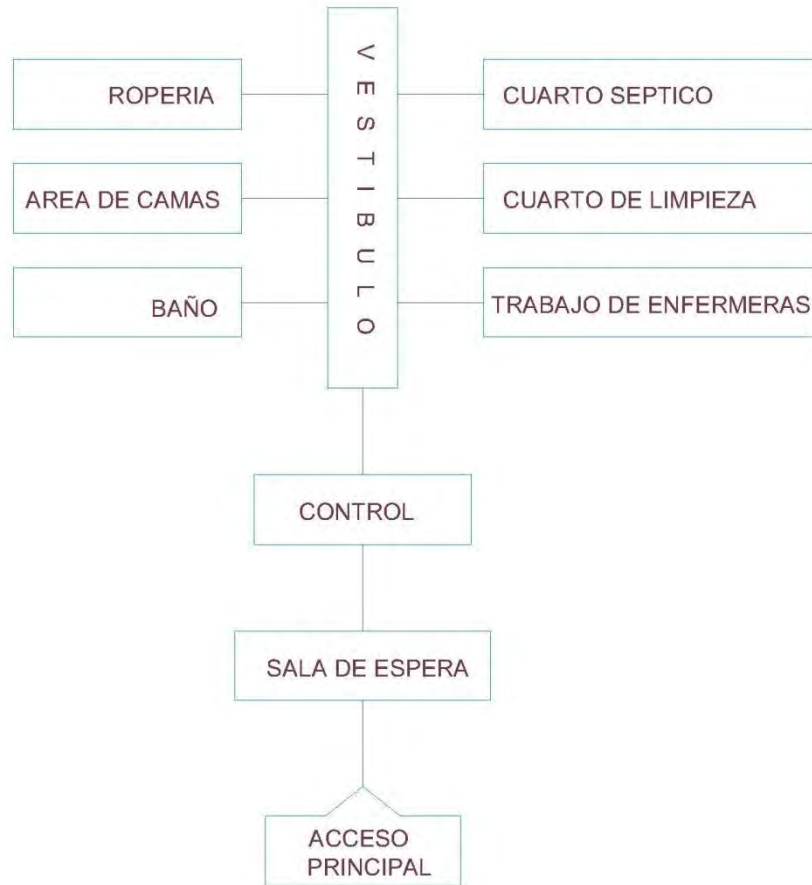 VESTIBULO
ROPERIA
CUARTO SEPTICO
AREA DE CAMAS
CUARTO DE LIMPIEZA
BAÑO
TRABAJO DE ENFERMERAS
CONTROL
SALA DE ESPERA
ACCESO
PRINCIPAL